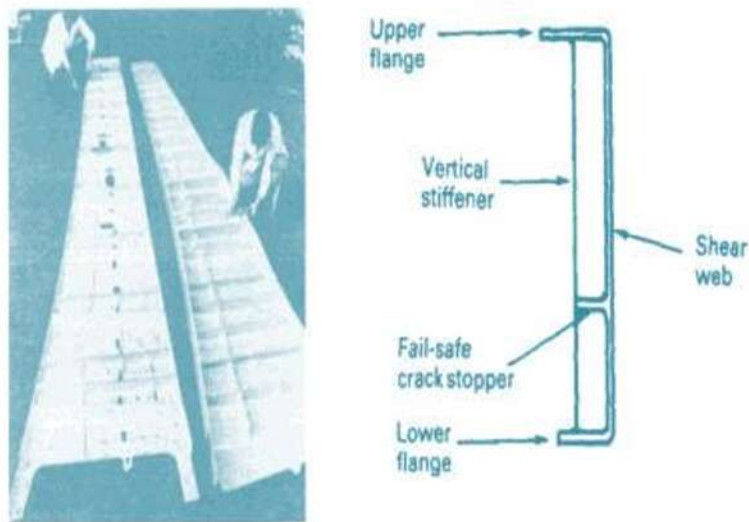 Upper
flange
Vertical
stiffener
Shear
web
Fail-safe
crack stopper
Lower
flange